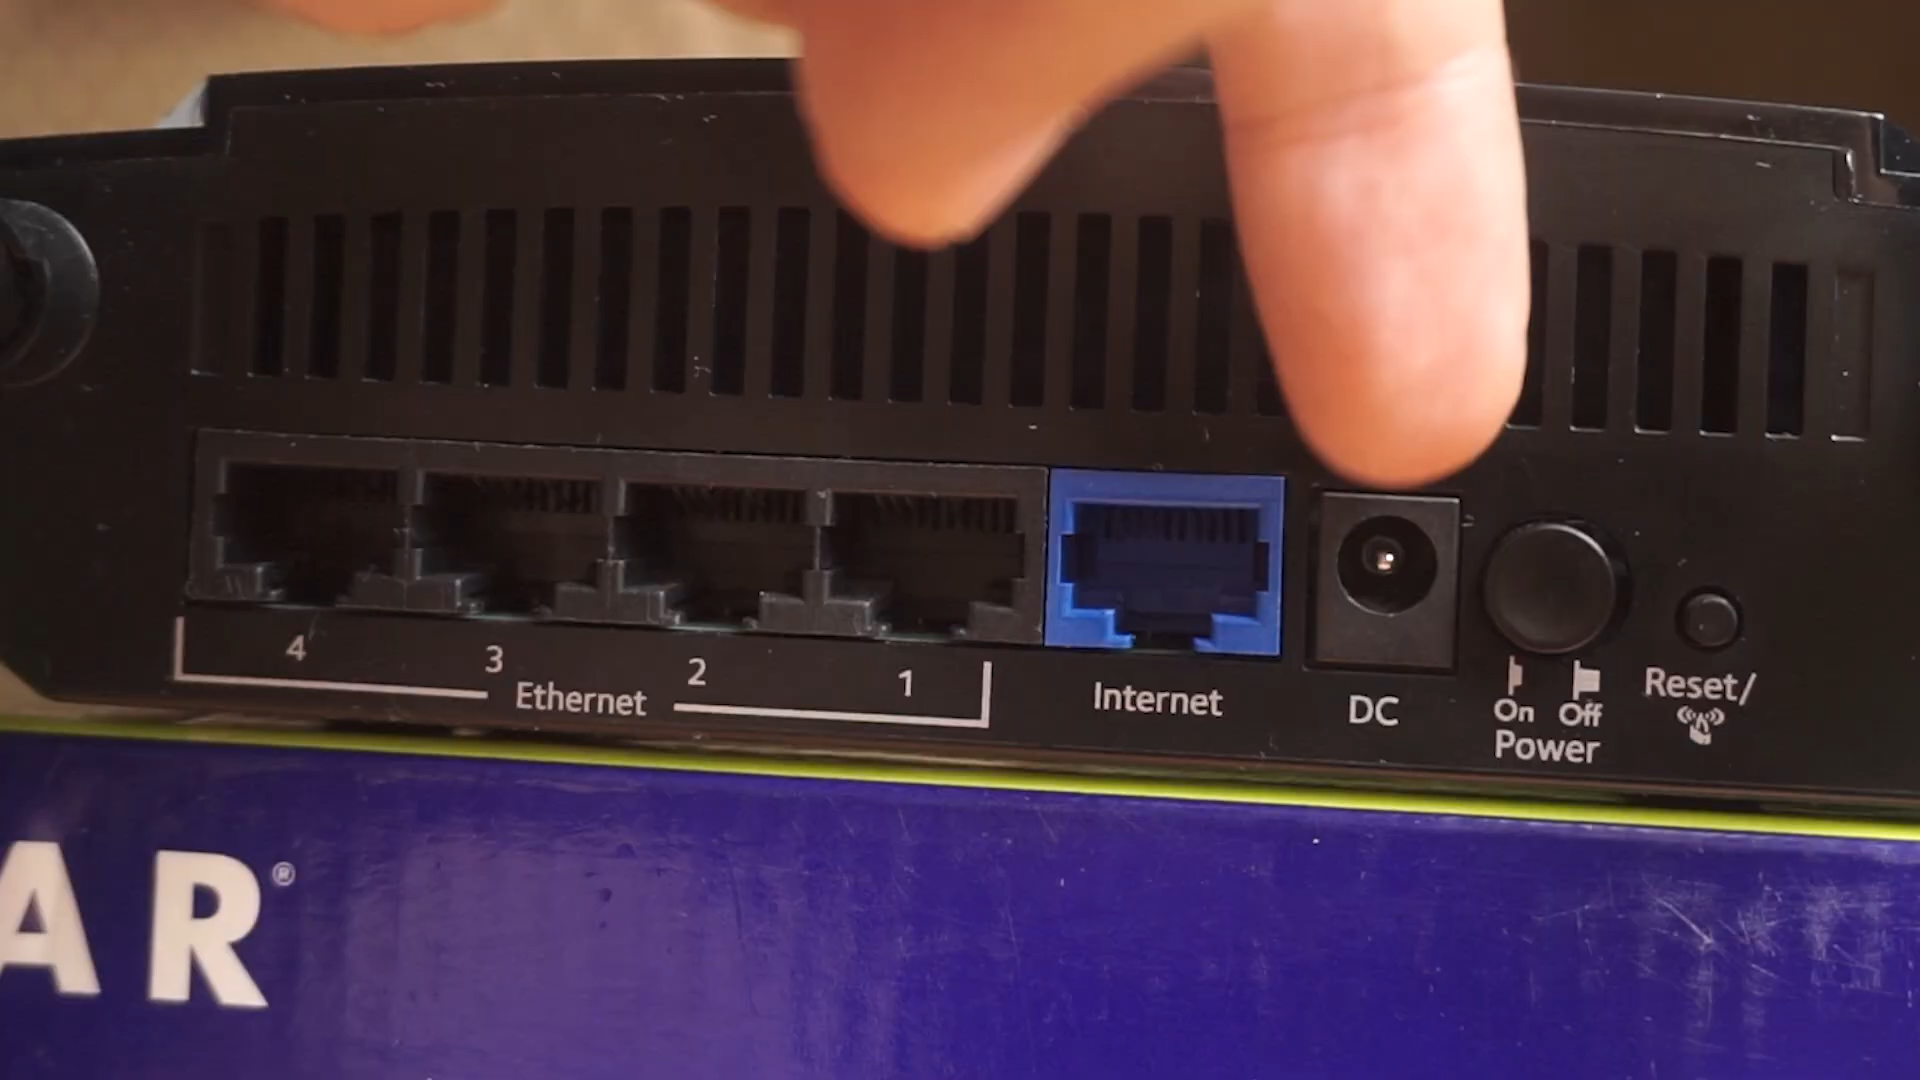 4 3 2 1
Ethernet
Internet
DC
On Off
Power
Reset/
AR®